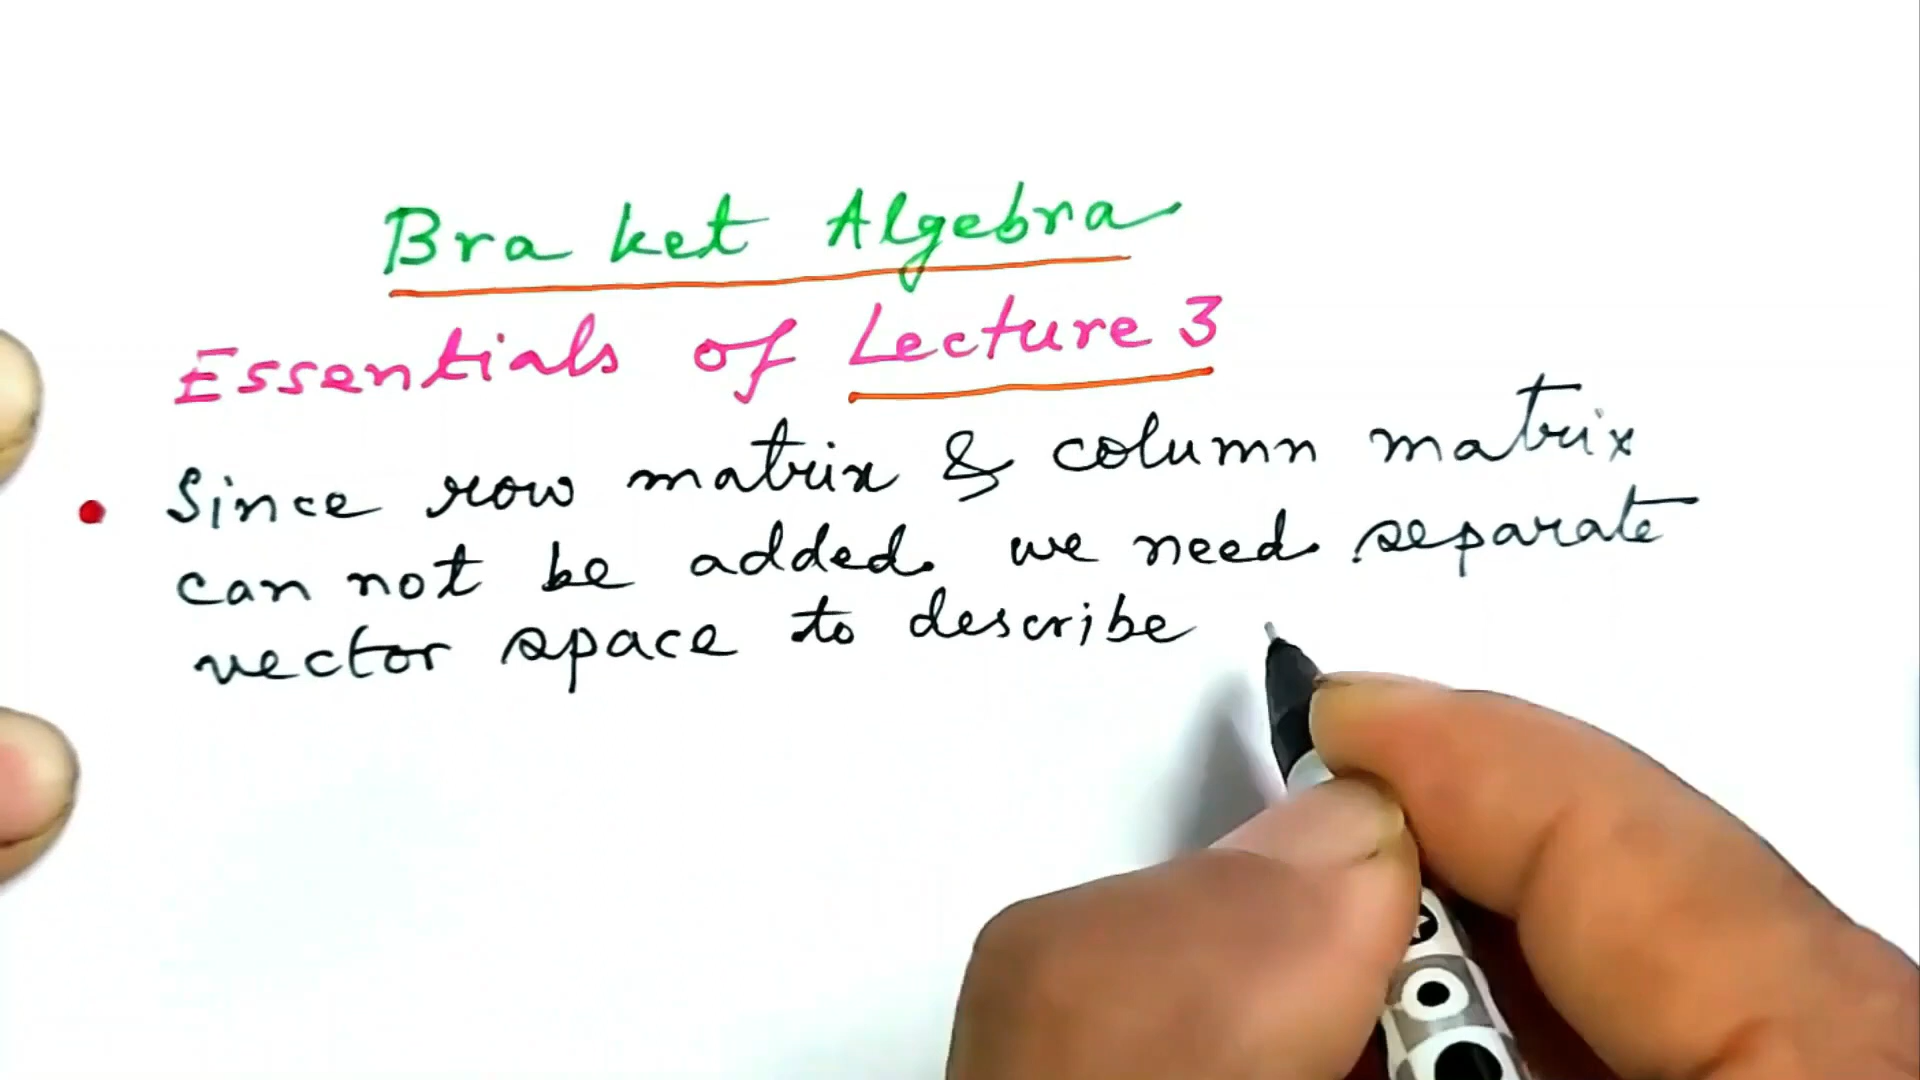 Bra ket Algebra
Essentials of Lecture 3
• Since row matrix & column matrix
can not be added. we need separate
vector space to describe